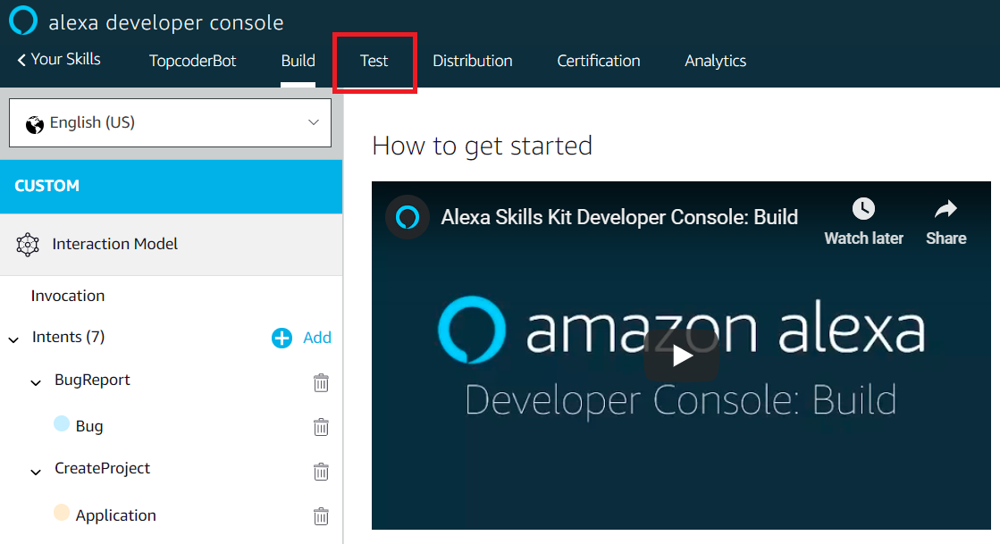 alexa developer console
Your Skills TopcoderBot Build Test Distribution Certification Analytics
English (US)
CUSTOM
Interaction Model
Invocation
Intents (7) Add
BugReport
Bug
CreateProject
Application
How to get started
Alexa Skills Kit Developer Console: Build
Watch later Share
amazon alexa
Developer Console: Build